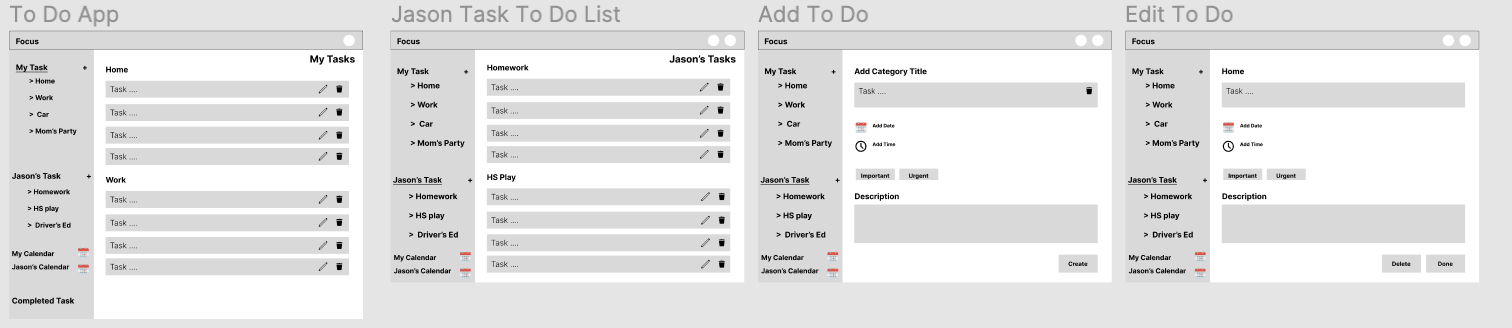 To Do App
Focus
My Tasks
My Task +
> Home
> Work
> Car
> Mom's Party
Jason's Task +
> Homework
> HS play
> Driver's Ed
My Calendar
Jason's Calendar
Completed Task
Home
Task ....
Task ....
Task ....
Task ....
Work
Task ....
Task ....
Task ....
Task ....
Jason Task To Do List
Focus
Jason's Tasks
My Task +
> Home
> Work
> Car
> Mom's Party
Jason's Task +
> Homework
> HS play
> Driver's Ed
My Calendar
Jason's Calendar
Homework
Task ....
Task ....
Task ....
Task ....
HS Play
Task ....
Task ....
Task ....
Task ....
Add To Do
Focus
My Task +
> Home
> Work
> Car
> Mom's Party
Jason's Task +
> Homework
> HS play
> Driver's Ed
My Calendar
Jason's Calendar
Add Category Title
Task ....
Add Date
Add Time
Important Urgent
Description
Create
Edit To Do
Focus
My Task +
> Home
> Work
> Car
> Mom's Party
Jason's Task +
> Homework
> HS play
> Driver's Ed
My Calendar
Jason's Calendar
Home
Task ....
Add Date
Add Time
Important Urgent
Description
Delete Done